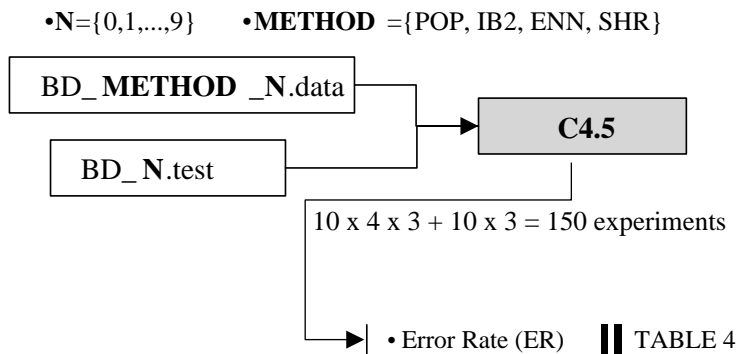 •N={0,1,...,9} •METHOD ={POP, IB2, ENN, SHR}
BD_ METHOD _N.data
C4.5
BD_ N.test
10 x 4 x 3 + 10 x 3 = 150 experiments
• Error Rate (ER) TABLE 4